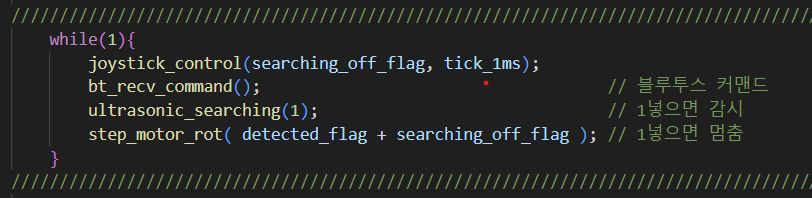 ////////////////////////////////////////////////////////////////////////////////////
while(1){
joystick_control(searching_off_flag, tick_1ms);
bt_recv_command(); // 블루투스 커맨드
ultrasonic_searching(1); // 1넣으면 감시
step_motor_rot( detected_flag + searching_off_flag ); // 1넣으면 멈춤
}
////////////////////////////////////////////////////////////////////////////////////